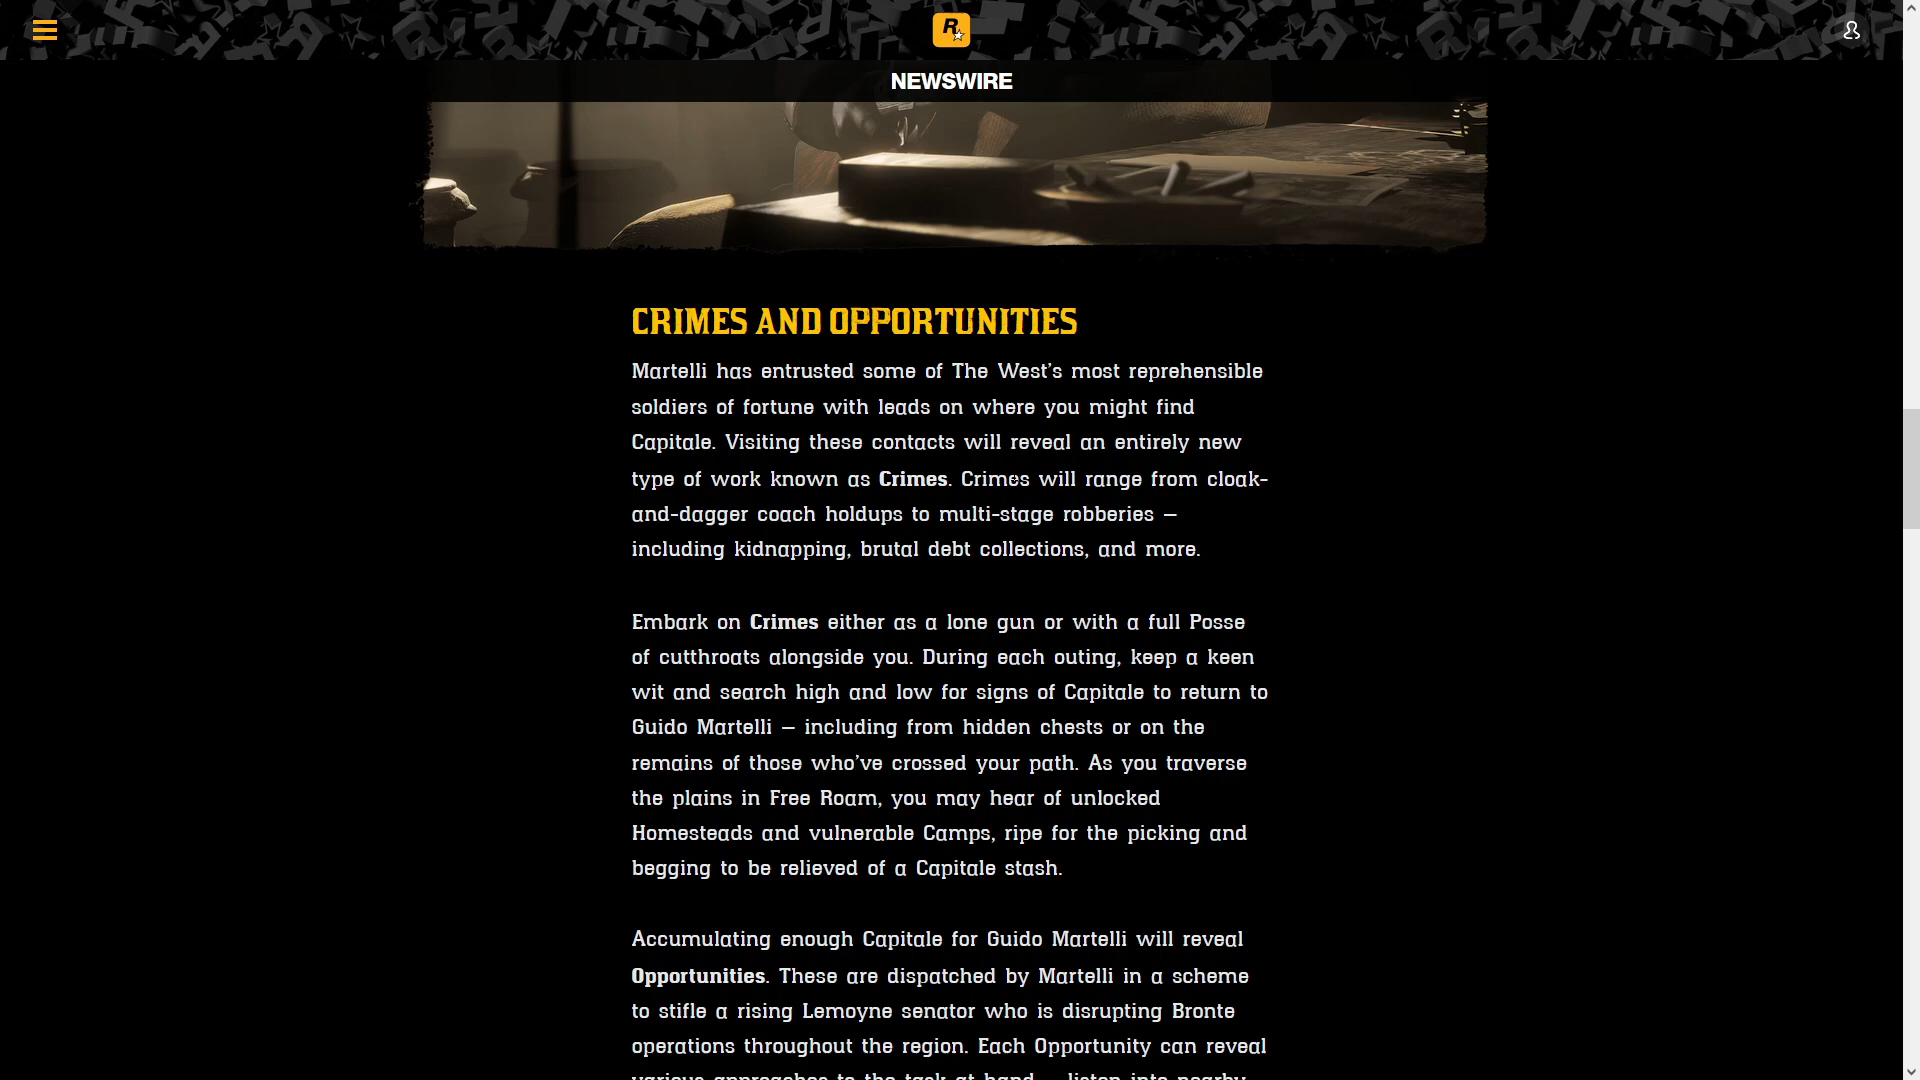 R
NEWSWIRE
CRIMES AND OPPORTUNITIES
Martelli has entrusted some of The West's most reprehensible
soldiers of fortune with leads on where you might find
Capitale. Visiting these contacts will reveal an entirely new
type of work known as Crimes. Crimes will range from cloak-
and-dagger coach holdups to multi-stage robberies –
including kidnapping, brutal debt collections, and more.
Embark on Crimes either as a lone gun or with a full Posse
of cutthroats alongside you. During each outing, keep a keen
wit and search high and low for signs of Capitale to return to
Guido Martelli – including from hidden chests or on the
remains of those who've crossed your path. As you traverse
the plains in Free Roam, you may hear of unlocked
Homesteads and vulnerable Camps, ripe for the picking and
begging to be relieved of a Capitale stash.
Accumulating enough Capitale for Guido Martelli will reveal
Opportunities. These are dispatched by Martelli in a scheme
to stifle a rising Lemoyne senator who is disrupting Bronte
operations throughout the region. Each Opportunity can reveal
various approaches to the task at hand – listen into nearby